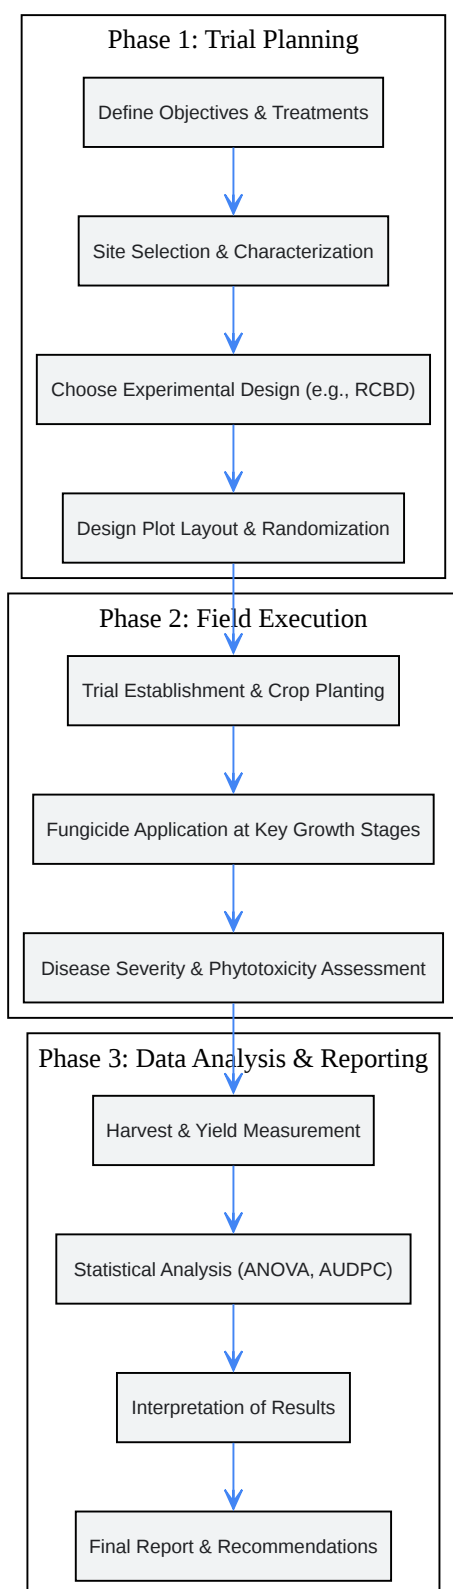 Phase 1: Trial Planning
Define Objectives & Treatments
Site Selection & Characterization
Choose Experimental Design (e.g., RCBD)
Design Plot Layout & Randomization
Phase 2: Field Execution
Trial Establishment & Crop Planting
Fungicide Application at Key Growth Stages
Disease Severity & Phytotoxicity Assessment
Phase 3: Data Analysis & Reporting
Harvest & Yield Measurement
Statistical Analysis (ANOVA, AUDPC)
Interpretation of Results
Final Report & Recommendations